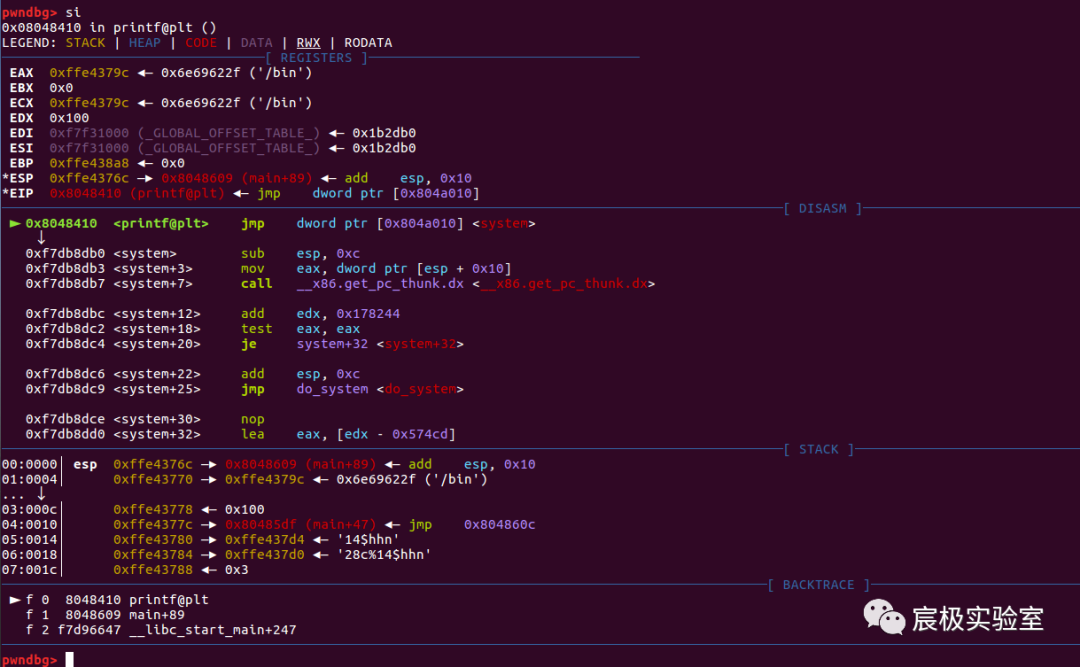 pwndbg> si
0x08048410 in printf@plt ()
LEGEND: STACK | HEAP | CODE | DATA | RWX | RODATA
[ REGISTERS ]
EAX  0xffe4379c ◂— 0x6e69622f ('/bin')
EBX  0x0
ECX  0xffe4379c ◂— 0x6e69622f ('/bin')
EDX  0x100
EDI  0xf7f31000 (_GLOBAL_OFFSET_TABLE_) ◂— 0x1b2db0
ESI  0xf7f31000 (_GLOBAL_OFFSET_TABLE_) ◂— 0x1b2db0
EBP  0xffe438a8 ◂— 0x0
*ESP  0xffe4376c —▸ 0x8048609 (main+89) ◂— add    esp, 0x10
*EIP  0x8048410 (printf@plt) ◂— jmp    dword ptr [0x804a010]
[ DISASM ]
► 0x8048410  <printf@plt>    jmp    dword ptr [0x804a010] <system>
↓
0xf7db8db0 <system>        sub    esp, 0xc
0xf7db8db3 <system+3>      mov    eax, dword ptr [esp + 0x10]
0xf7db8db7 <system+7>      call   __x86.get_pc_thunk.dx <__x86.get_pc_thunk.dx>
0xf7db8dbc <system+12>     add    edx, 0x178244
0xf7db8dc2 <system+18>     test   eax, eax
0xf7db8dc4 <system+20>     je     system+32 <system+32>
0xf7db8dc6 <system+22>     add    esp, 0xc
0xf7db8dc9 <system+25>     jmp    do_system <do_system>
0xf7db8dce <system+30>     nop
0xf7db8dd0 <system+32>     lea    eax, [edx - 0x574cd]
[ STACK ]
00:0000│ esp  0xffe4376c —▸ 0x8048609 (main+89) ◂— add    esp, 0x10
01:0004│      0xffe43770 —▸ 0xffe4379c ◂— 0x6e69622f ('/bin')
... ↓
03:000c│      0xffe43778 ◂— 0x100
04:0010│      0xffe4377c —▸ 0x80485df (main+47) ◂— jmp    0x804860c
05:0014│      0xffe43780 —▸ 0xffe437d4 ◂— '14$hhn'
06:0018│      0xffe43784 —▸ 0xffe437d0 ◂— '28c%14$hhn'
07:001c│      0xffe43788 ◂— 0x3
[ BACKTRACE ]
► f 0  8048410 printf@plt
f 1  8048609 main+89
f 2 f7d96647 __libc_start_main+247
宸极实验室
pwndbg>